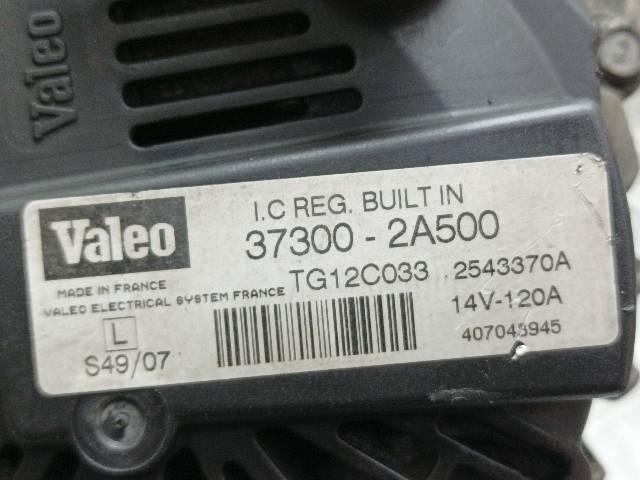 Valeo
Valeo
I.C REG. BUILT IN
37300 - 2A500
TG12C033 2543370A
MADE IN FRANCE
VALEO ELECTRICAL SYSTEM FRANCE
14V-120A
L
S49/07
407043945